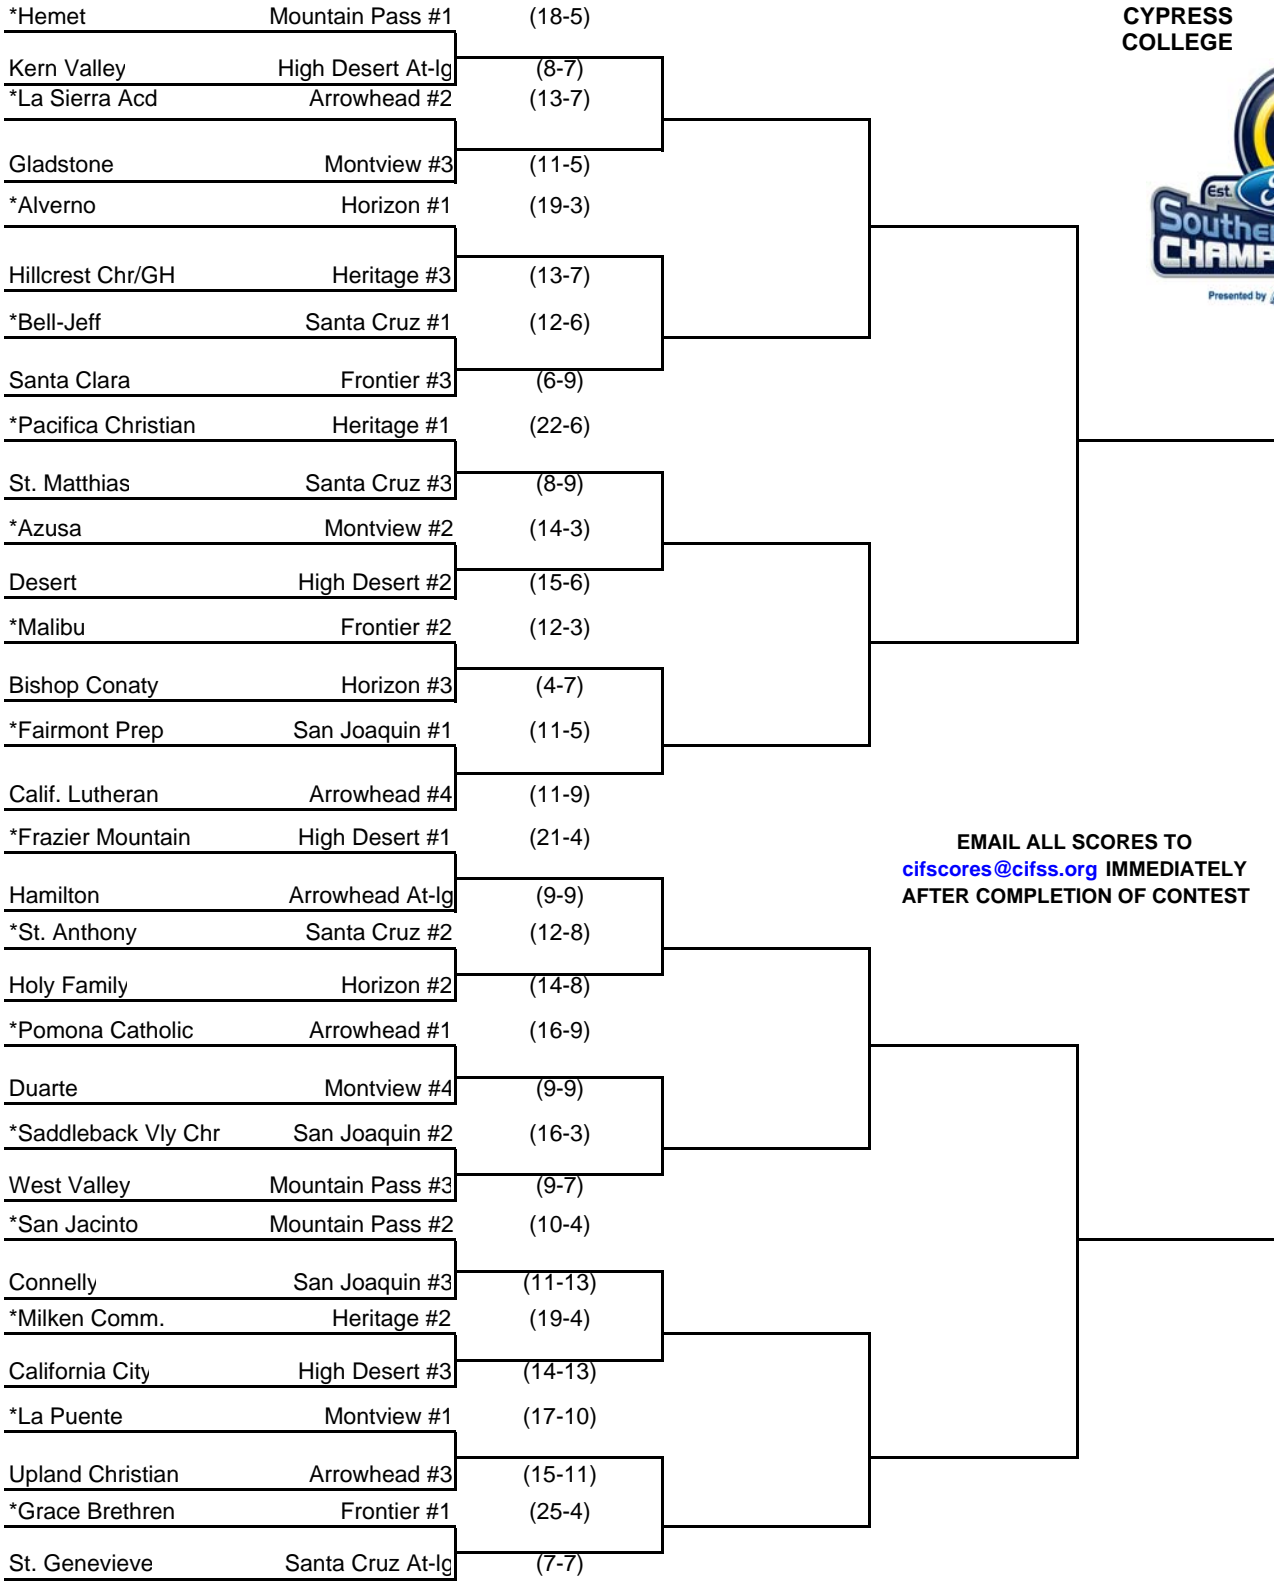 *Hemet Mountain Pass #1 (18-5)
CYPRESS
COLLEGE
Kern Valley High Desert At-lg (8-7)
*La Sierra Acd Arrowhead #2 (13-7)
Gladstone Montview #3 (11-5)
Est.
*Alverno Horizon #1 (19-3)
Hillcrest Chr/GH Heritage #3 (13-7)
Presented by
*Bell-Jeff Santa Cruz #1 (12-6)
Santa Clara Frontier #3 (6-9)
*Pacifica Christian Heritage #1 (22-6)
St. Matthias Santa Cruz #3 (8-9)
*Azusa Montview #2 (14-3)
Desert High Desert #2 (15-6)
*Malibu Frontier #2 (12-3)
Bishop Conaty Horizon #3 (4-7)
*Fairmont Prep San Joaquin #1 (11-5)
Calif. Lutheran Arrowhead #4 (11-9)
*Frazier Mountain High Desert #1 (21-4)
EMAIL ALL SCORES TO
cifscores@cifss.org IMMEDIATELY
AFTER COMPLETION OF CONTEST
Hamilton Arrowhead At-lg (9-9)
*St. Anthony Santa Cruz #2 (12-8)
Holy Family Horizon #2 (14-8)
*Pomona Catholic Arrowhead #1 (16-9)
Duarte Montview #4 (9-9)
*Saddleback Vly Chr San Joaquin #2 (16-3)
West Valley Mountain Pass #3 (9-7)
*San Jacinto Mountain Pass #2 (10-4)
Connelly San Joaquin #3 (11-13)
*Milken Comm. Heritage #2 (19-4)
California City High Desert #3 (14-13)
*La Puente Montview #1 (17-10)
Upland Christian Arrowhead #3 (15-11)
*Grace Brethren Frontier #1 (25-4)
St. Genevieve Santa Cruz At-lg (7-7)